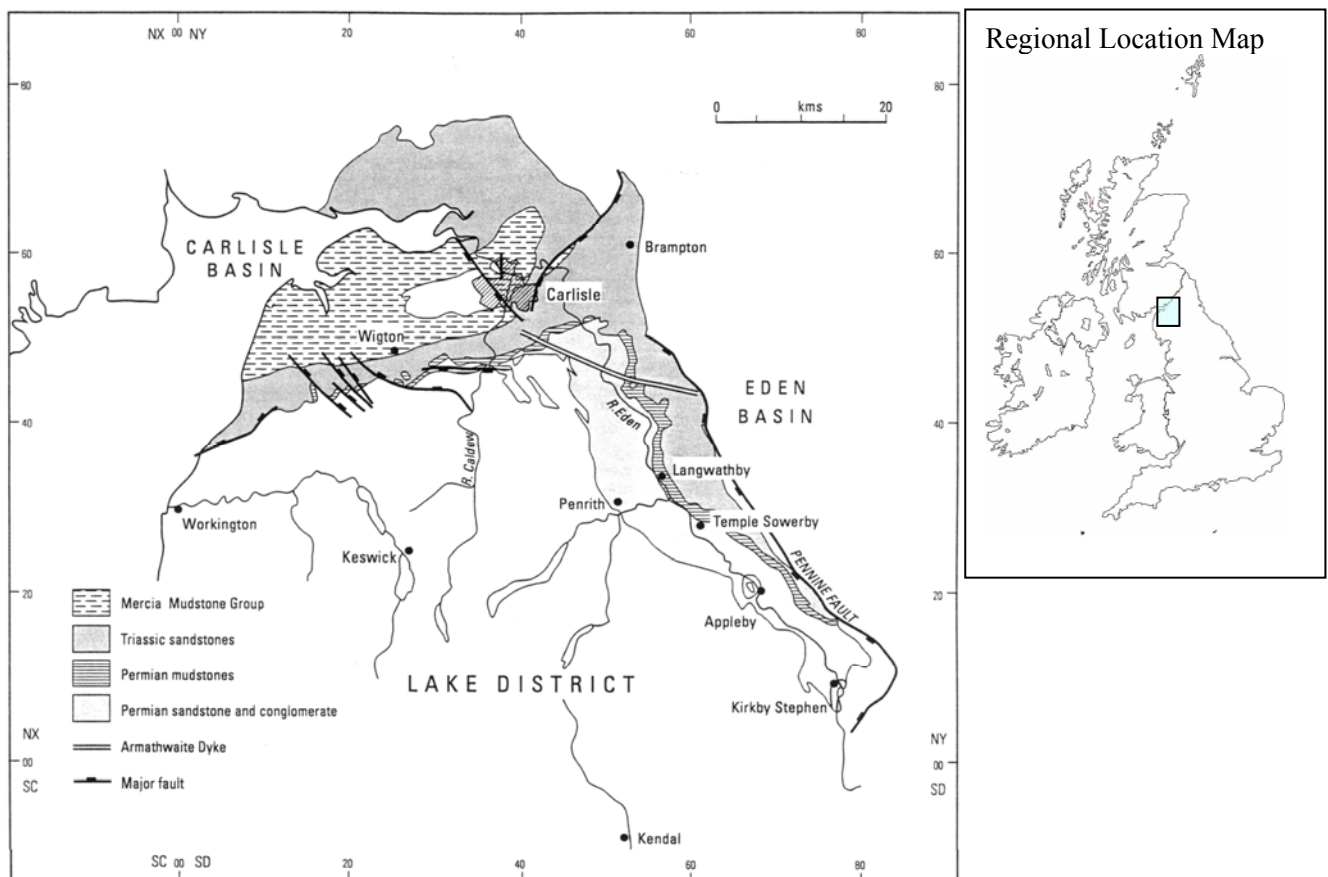 NX 00 NY
20
40
60
80
Regional Location Map
80
80
0 kms 20
60
60
CARLISLE
BASIN
Brampton
Carlisle
Wigton
EDEN
BASIN
40
40
R.Eden
R. Caldew
Langwathby
Penrith
Workington
Temple Sowerby
Keswick
PENNINE FAULT
20
20
Appleby
Mercia Mudstone Group
Triassic sandstones
Permian mudstones
LAKE DISTRICT
Kirkby Stephen
Permian sandstone and conglomerate
NX
NY
Armathwaite Dyke
00
00
SC
SD
Major fault
Kendal
SC 00 SD
20
40
60
80